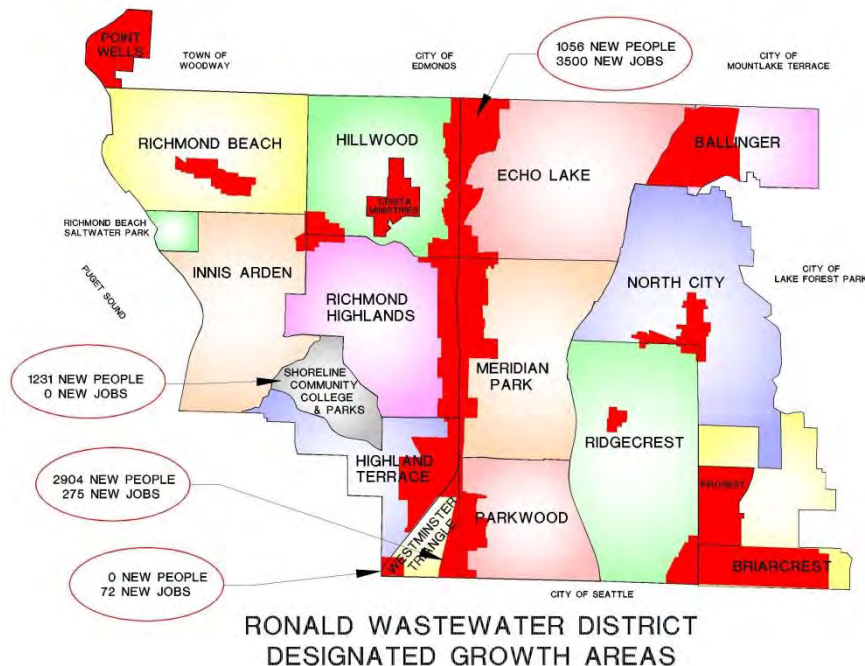 POINT
WELLS
TOWN OF
WOODWAY
CITY OF
EDMONDS
1056 NEW PEOPLE
3500 NEW JOBS
CITY OF
MOUNTLAKE TERRACE
RICHMOND BEACH
HILLWOOD
CRISTA
MINISTRIES
ECHO LAKE
BALLINGER
RICHMOND BEACH
SALTWATER PARK
PUGET SOUND
INNIS ARDEN
RICHMOND
HIGHLANDS
NORTH CITY
CITY OF
LAKE FOREST PARK
1231 NEW PEOPLE
0 NEW JOBS
SHORELINE
COMMUNITY
COLLEGE
& PARKS
MERIDIAN
PARK
RIDGECREST
2904 NEW PEOPLE
275 NEW JOBS
HIGHLAND
TERRACE
WESTMINSTER
TRIANGLE
PARKWOOD
0 NEW PEOPLE
72 NEW JOBS
BRIARCREST
CITY OF SEATTLE
RONALD WASTEWATER DISTRICT
DESIGNATED GROWTH AREAS